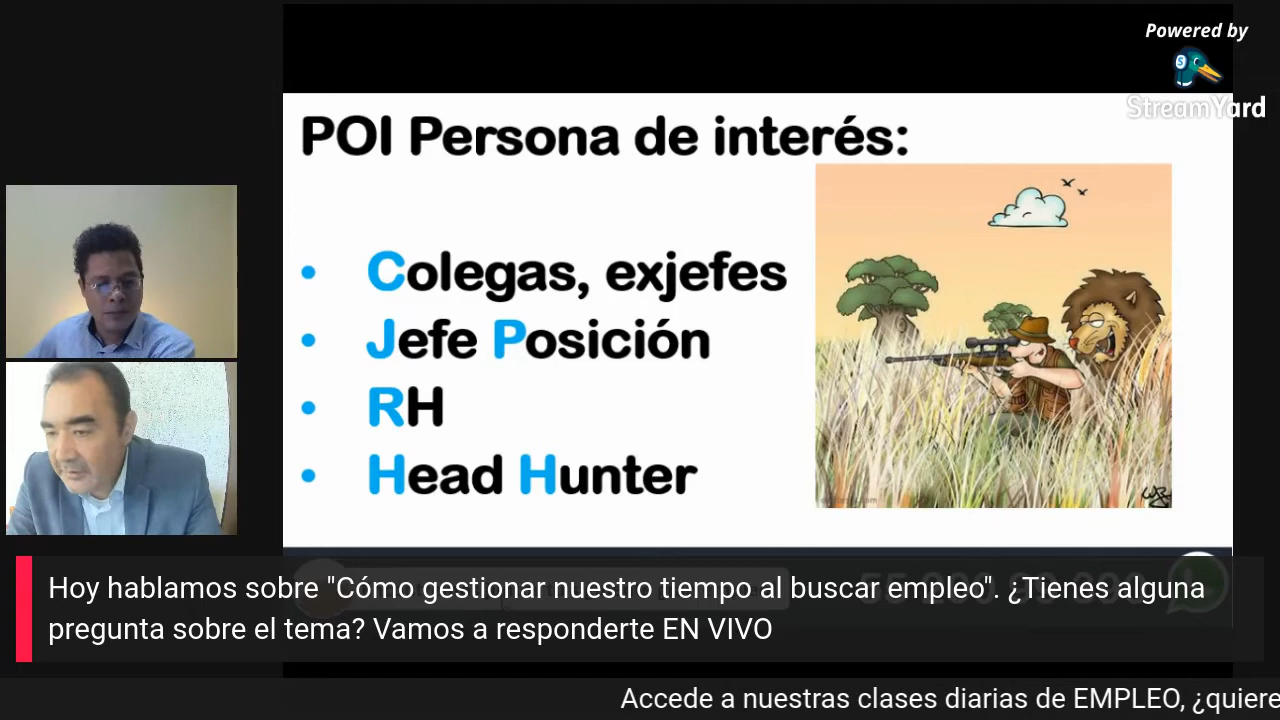 Powered by
StreamYard
POI Persona de interés:
• Colegas, exjefes
• Jefe Posición
• RH
• Head Hunter
Hoy hablamos sobre "Cómo gestionar nuestro tiempo al buscar empleo". ¿Tienes alguna
pregunta sobre el tema? Vamos a responderte EN VIVO
Accede a nuestras clases diarias de EMPLEO, ¿quiere